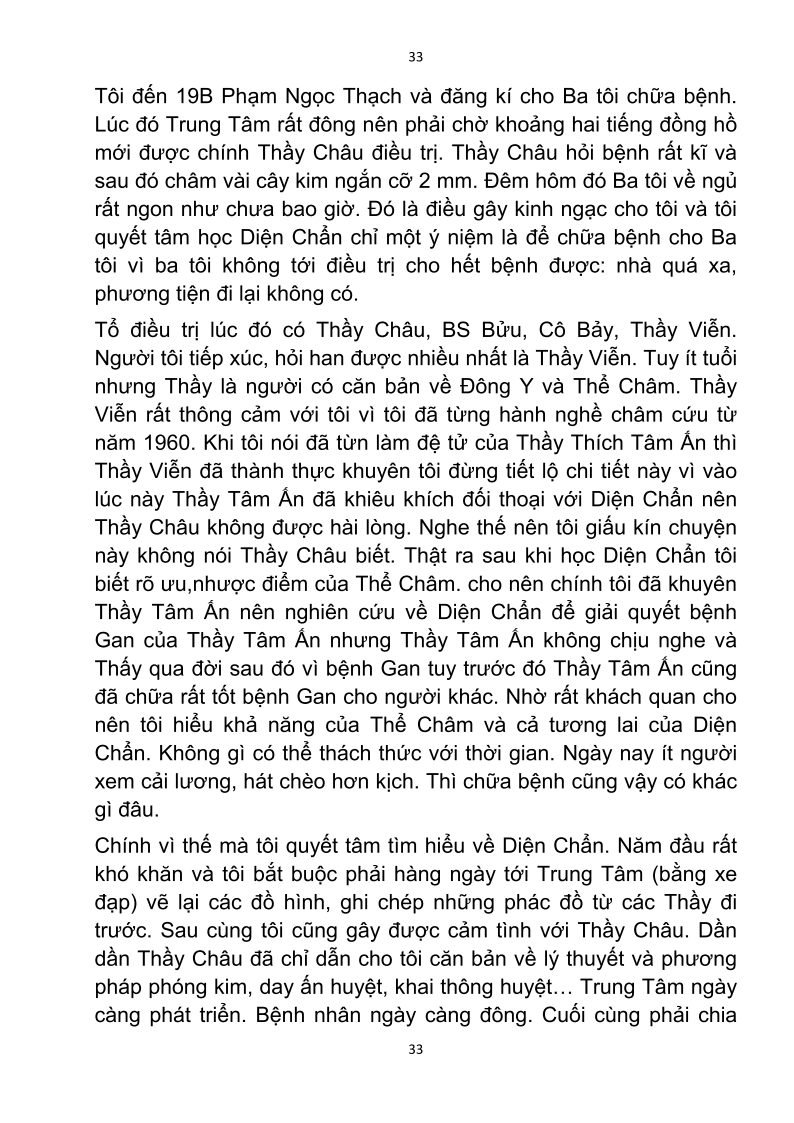 33
Tôi đến 19B Phạm Ngọc Thạch và đăng kí cho Ba tôi chữa bệnh.
Lúc đó Trung Tâm rất đông nên phải chờ khoảng hai tiếng đồng hồ
mới được chính Thầy Châu điều trị. Thầy Châu hỏi bệnh rất kĩ và
sau đó châm vài cây kim ngắn cỡ 2 mm. Đêm hôm đó Ba tôi về ngủ
rất ngon như chưa bao giờ. Đó là điều gây kinh ngạc cho tôi và tôi
quyết tâm học Diện Chẩn chỉ một ý niệm là để chữa bệnh cho Ba
tôi vì ba tôi không tới điều trị cho hết bệnh được: nhà quá xa,
phương tiện đi lại không có.
Tổ điều trị lúc đó có Thầy Châu, BS Bửu, Cô Bảy, Thầy Viễn.
Người tôi tiếp xúc, hỏi han được nhiều nhất là Thầy Viễn. Tuy ít tuổi
nhưng Thầy là người có căn bản về Đông Y và Thể Châm. Thầy
Viễn rất thông cảm với tôi vì tôi đã từng hành nghề châm cứu từ
năm 1960. Khi tôi nói đã từn làm đệ tử của Thầy Thích Tâm Ấn thì
Thầy Viễn đã thành thực khuyên tôi đừng tiết lộ chi tiết này vì vào
lúc này Thầy Tâm Ấn đã khiêu khích đối thoại với Diện Chẩn nên
Thầy Châu không được hài lòng. Nghe thế nên tôi giấu kín chuyện
này không nói Thầy Châu biết. Thật ra sau khi học Diện Chẩn tôi
biết rõ ưu,nhược điểm của Thể Châm. cho nên chính tôi đã khuyên
Thầy Tâm Ấn nên nghiên cứu về Diện Chẩn để giải quyết bệnh
Gan của Thầy Tâm Ấn nhưng Thầy Tâm Ấn không chịu nghe và
Thấy qua đời sau đó vì bệnh Gan tuy trước đó Thầy Tâm Ấn cũng
đã chữa rất tốt bệnh Gan cho người khác. Nhờ rất khách quan cho
nên tôi hiểu khả năng của Thể Châm và cả tương lai của Diện
Chẩn. Không gì có thể thách thức với thời gian. Ngày nay ít người
xem cải lương, hát chèo hơn kịch. Thì chữa bệnh cũng vậy có khác
gì đâu.
Chính vì thế mà tôi quyết tâm tìm hiểu về Diện Chẩn. Năm đầu rất
khó khăn và tôi bắt buộc phải hàng ngày tới Trung Tâm (bằng xe
đạp) vẽ lại các đồ hình, ghi chép những phác đồ từ các Thầy đi
trước. Sau cùng tôi cũng gây được cảm tình với Thầy Châu. Dần
dần Thầy Châu đã chỉ dẫn cho tôi căn bản về lý thuyết và phương
pháp phóng kim, day ấn huyệt, khai thông huyệt… Trung Tâm ngày
càng phát triển. Bệnh nhân ngày càng đông. Cuối cùng phải chia
33